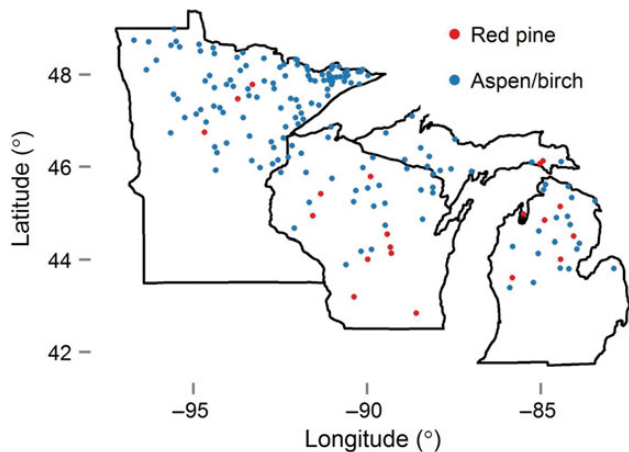 Red pine
Aspen/birch
48
46
44
42
Latitude (°)
−95
−90
−85
Longitude (°)